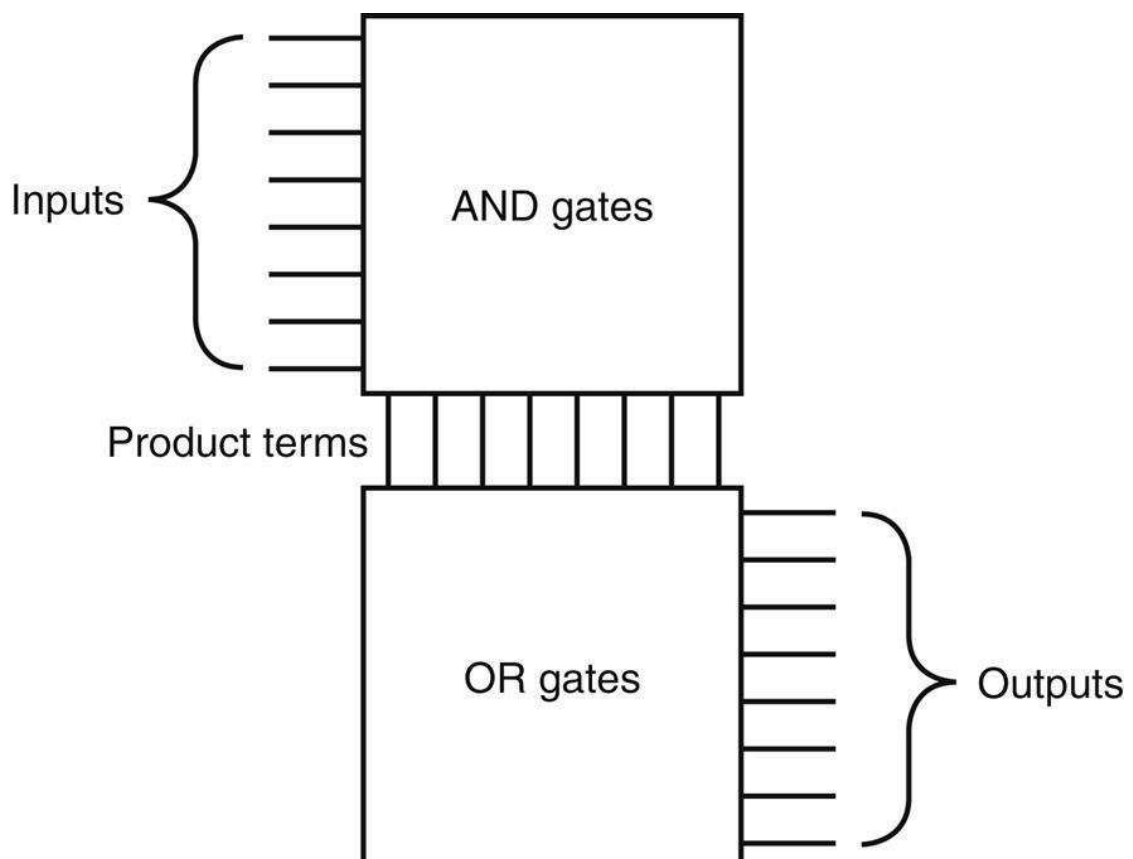 Inputs
AND gates
Product terms
OR gates
Outputs